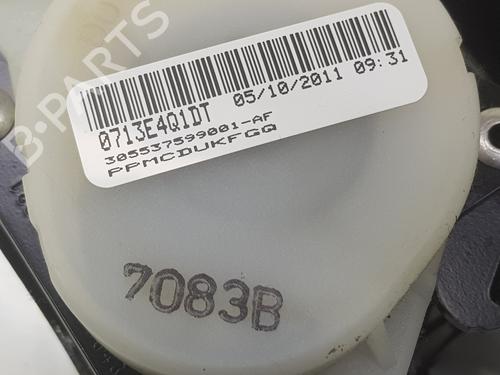 B-PARTS
0713E4Q1DT 05/10/2011 09:31
305537599001-AF
PPMCDUKFGQ
7083B